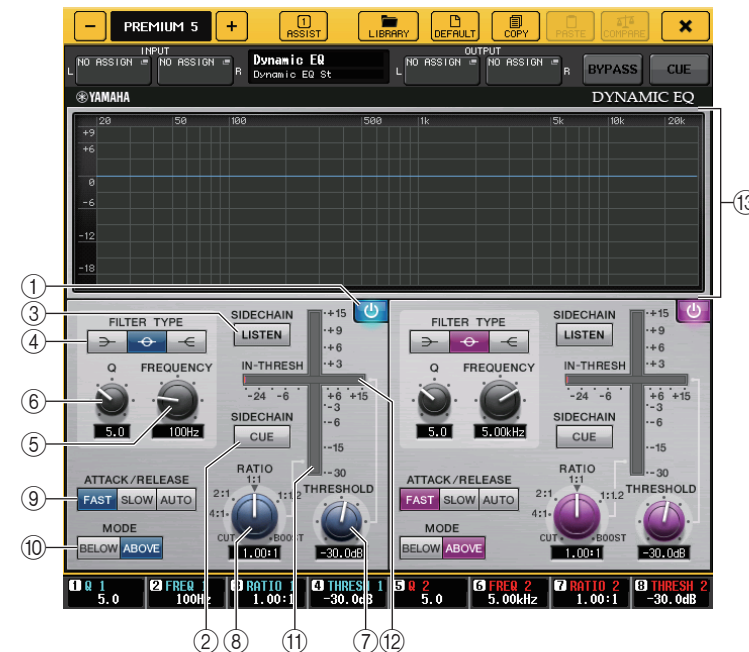 − PREMIUM 5 + 1 ASSIST LIBRARY DEFAULT COPY PASTE COMPARE ×
INPUT OUTPUT
L NO ASSIGN NO ASSIGN R Dynamic EQ L NO ASSIGN NO ASSIGN R BYPASS CUE
Dynamic EQ St
YAMAHA DYNAMIC EQ
20 50 100 500 1k 5k 10k 20k
+9
+6
0
-6
-12
-18
⑬
①
③
④
⑥
⑤
⑨
⑩
FILTER TYPE
Q FREQUENCY
5.0 100Hz
SIDECHAIN
LISTEN
IN-THRESH
+15
+9
+6
+3
-24 -6 +6 +15
-3
-6
-15
-30
SIDECHAIN
CUE
ATTACK/RELEASE
FAST SLOW AUTO
MODE
BELOW ABOVE
RATIO
1:1
2:1 1:1.2
4:1
CUT BOOST
1.00:1
THRESHOLD
-30.0dB
FILTER TYPE
Q FREQUENCY
5.0 5.00kHz
SIDECHAIN
LISTEN
IN-THRESH
+15
+9
+6
+3
-24 -6 +6 +15
-3
-6
-15
-30
SIDECHAIN
CUE
ATTACK/RELEASE
FAST SLOW AUTO
MODE
BELOW ABOVE
RATIO
1:1
2:1 1:1.2
4:1
CUT BOOST
1.00:1
THRESHOLD
-30.0dB
1 Q 1 2 FREQ 1 3 RATIO 1 4 THRESH 1 5 Q 2 6 FREQ 2 7 RATIO 2 8 THRESH 2
5.0 100Hz 1.00:1 -30.0dB 5.0 5.00kHz 1.00:1 -30.0dB
② ⑧ ⑪ ⑦ ⑫